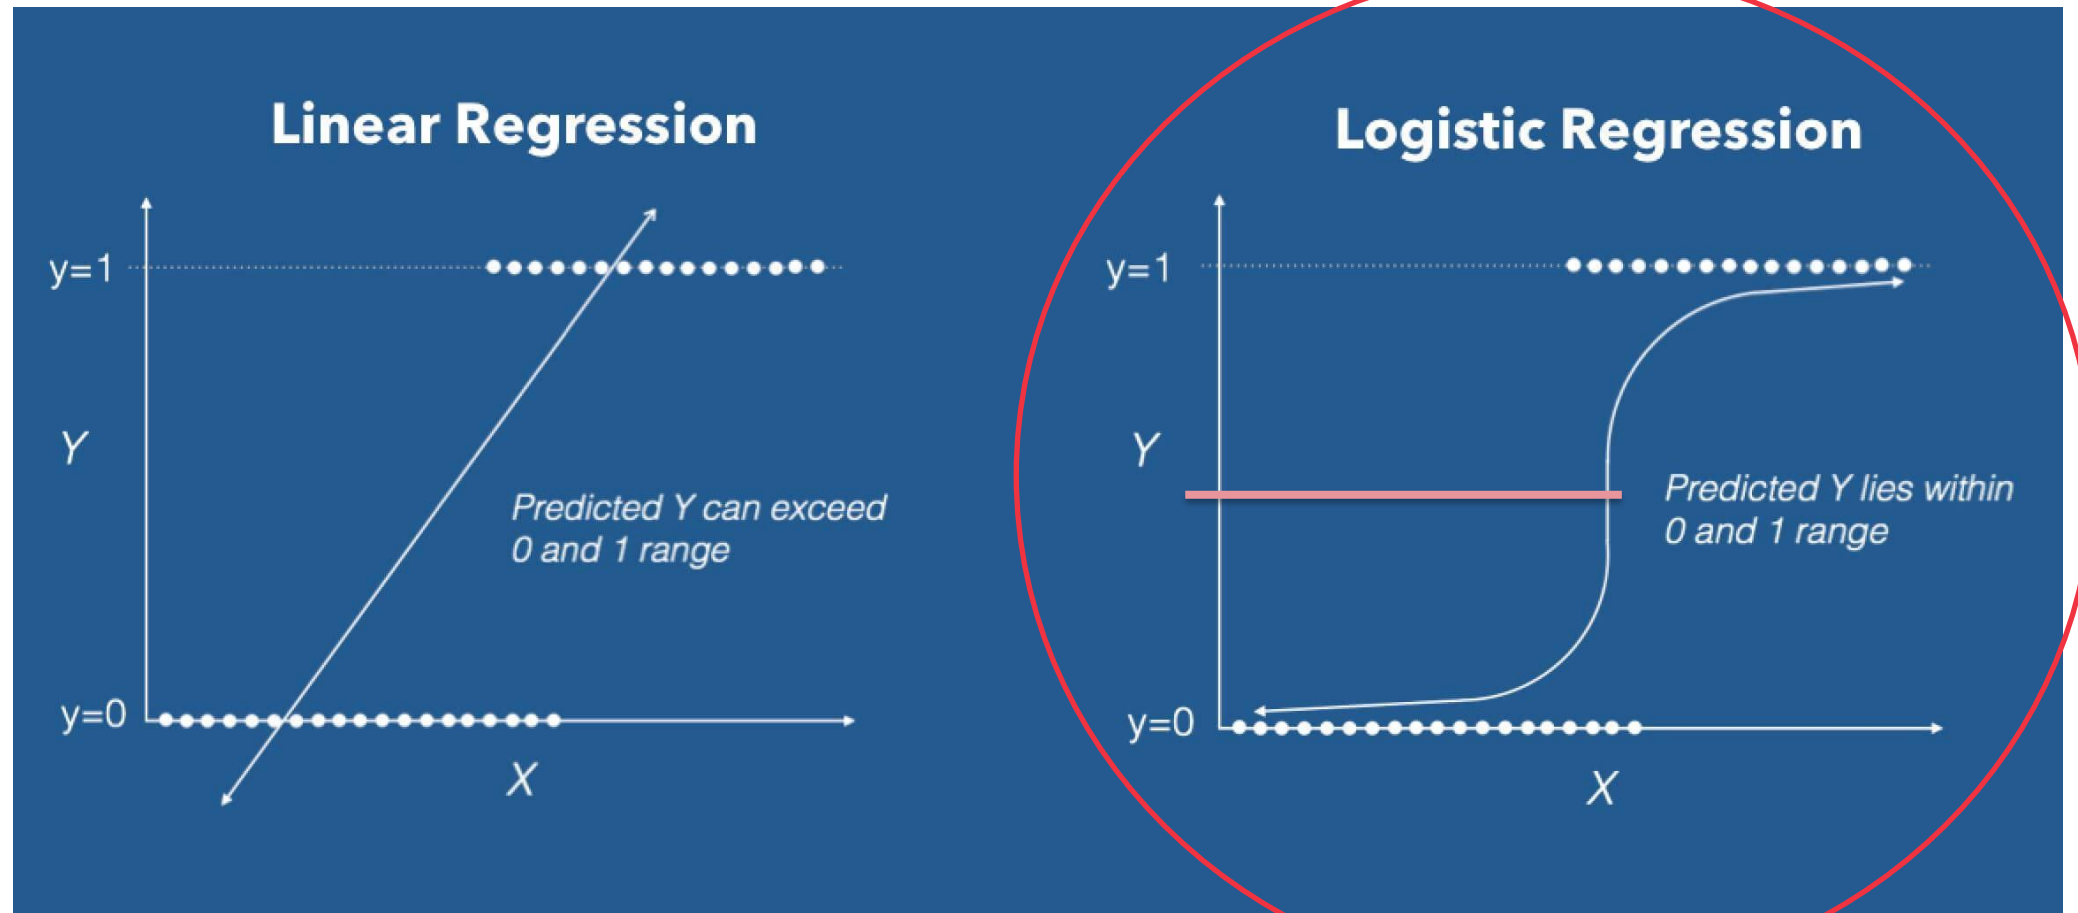 Linear Regression
y=1
Y
Predicted Y can exceed
0 and 1 range
y=0
X
Logistic Regression
y=1
Y
Predicted Y lies within
0 and 1 range
y=0
X